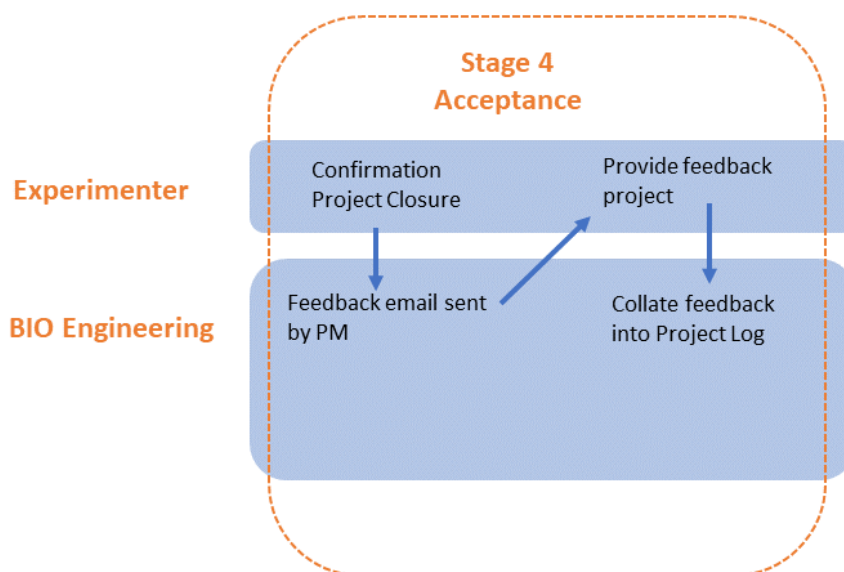 Stage 4
Acceptance
Experimenter
Confirmation
Project Closure
Provide feedback
project
BIO Engineering
Feedback email sent
by PM
Collate feedback
into Project Log